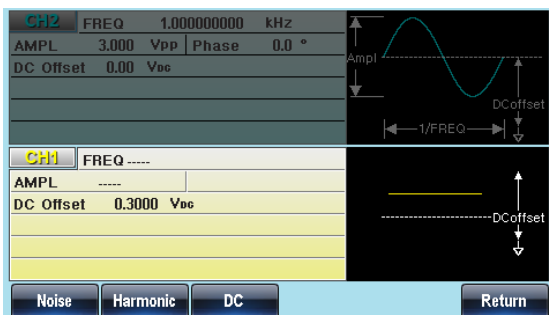 CH2 FREQ 1.000000000 kHz
AMPL 3.000 Vpp Phase 0.0 °
DC Offset 0.00 VDC
Ampl
DCoffset
1/FREQ
CH1 FREQ -----
AMPL -----
DC Offset 0.3000 VDC
DCoffset
Noise Harmonic DC Return